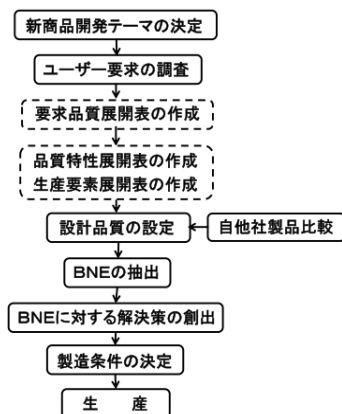 新商品開発テーマの決定
ユーザー要求の調査
要求品質展開表の作成
品質特性展開表の作成
生産要素展開表の作成
設計品質の設定
自他社製品比較
BNEの抽出
BNEに対する解決策の創出
製造条件の決定
生　産